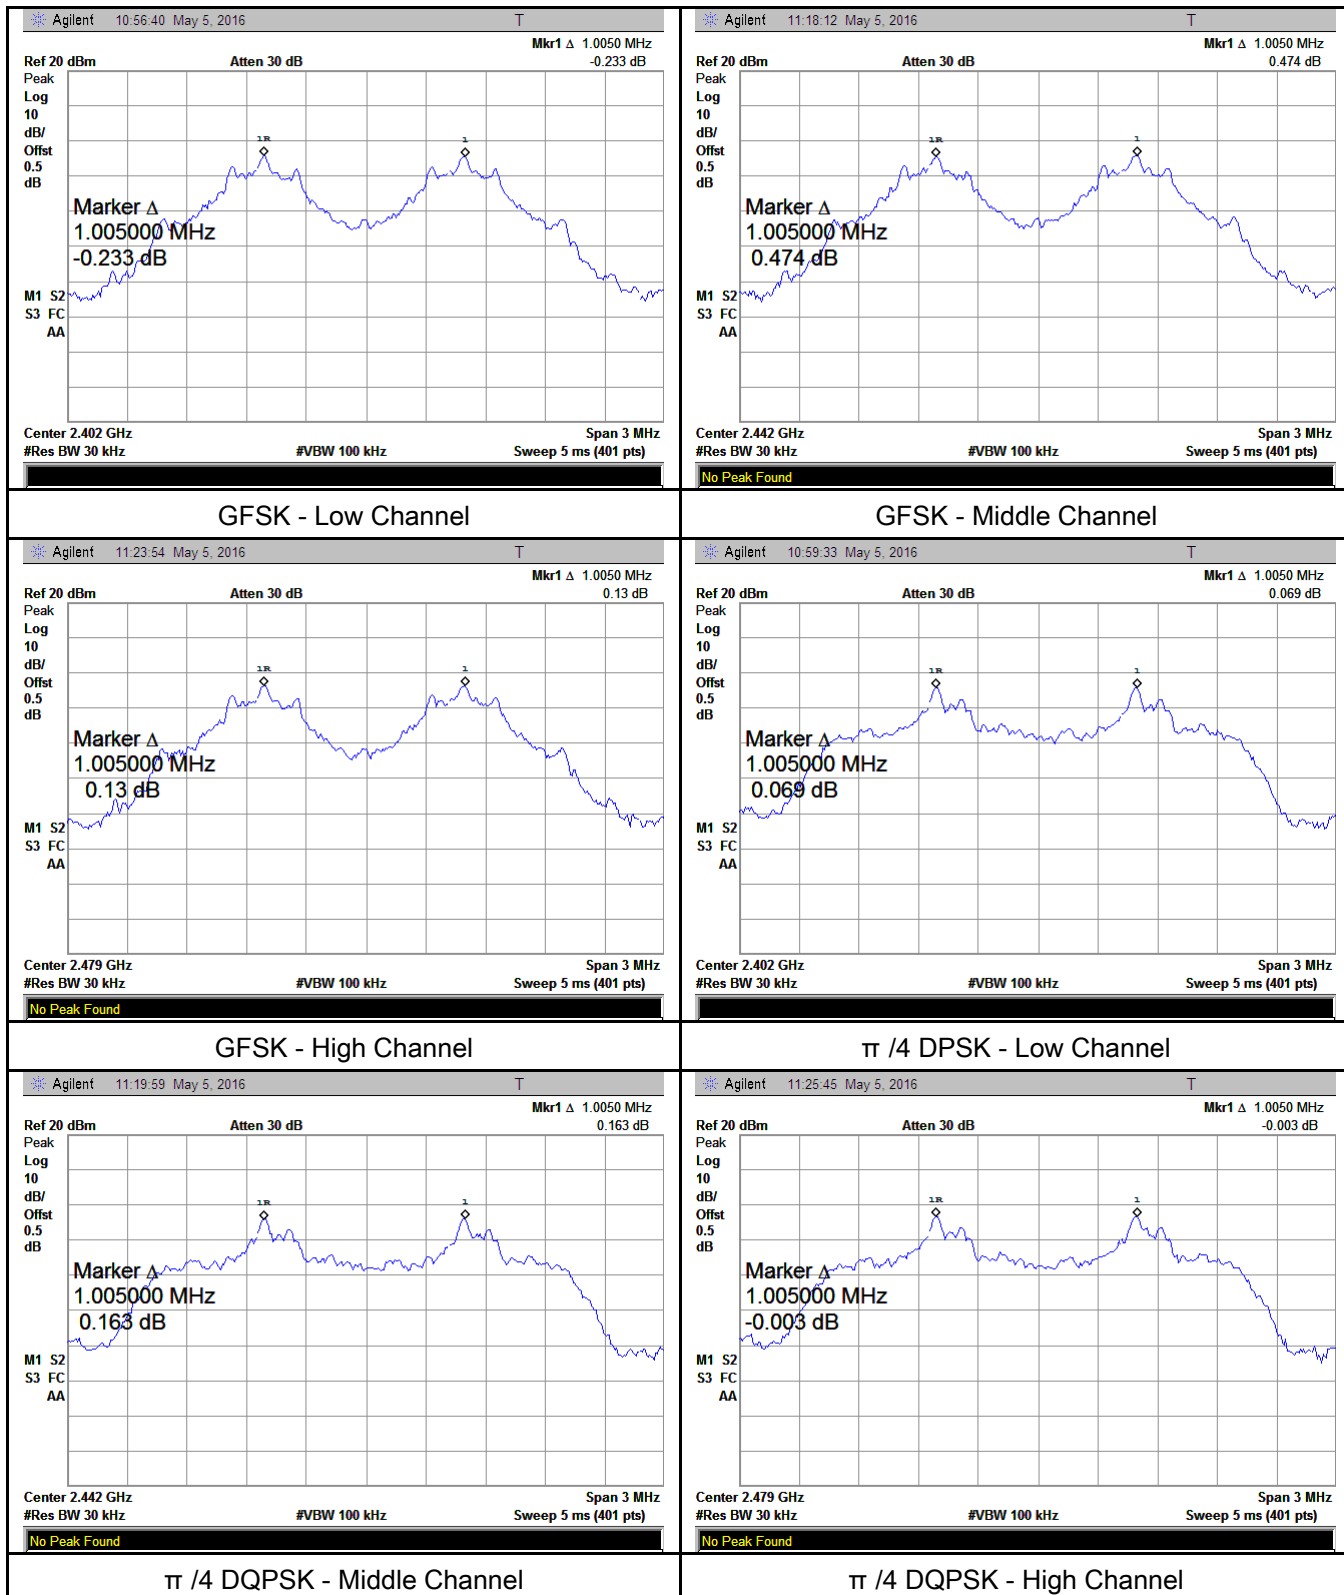 Agilent 10:56:40 May 5, 2016 T
Mkr1 Δ 1.0050 MHz
Ref 20 dBm Atten 30 dB -0.233 dB
Peak
Log
10
dB/
Offst
0.5
dB
1R 1
Marker Δ
1.005000 MHz
-0.233 dB
M1 S2
S3 FC
AA
Center 2.402 GHz Span 3 MHz
#Res BW 30 kHz #VBW 100 kHz Sweep 5 ms (401 pts)
GFSK - Low Channel
Agilent 11:18:12 May 5, 2016 T
Mkr1 Δ 1.0050 MHz
Ref 20 dBm Atten 30 dB 0.474 dB
Peak
Log
10
dB/
Offst
0.5
dB
1R 1
Marker Δ
1.005000 MHz
0.474 dB
M1 S2
S3 FC
AA
Center 2.442 GHz Span 3 MHz
#Res BW 30 kHz #VBW 100 kHz Sweep 5 ms (401 pts)
No Peak Found
GFSK - Middle Channel
Agilent 11:23:54 May 5, 2016 T
Mkr1 Δ 1.0050 MHz
Ref 20 dBm Atten 30 dB 0.13 dB
Peak
Log
10
dB/
Offst
0.5
dB
1R 1
Marker Δ
1.005000 MHz
0.13 dB
M1 S2
S3 FC
AA
Center 2.479 GHz Span 3 MHz
#Res BW 30 kHz #VBW 100 kHz Sweep 5 ms (401 pts)
No Peak Found
GFSK - High Channel
Agilent 10:59:33 May 5, 2016 T
Mkr1 Δ 1.0050 MHz
Ref 20 dBm Atten 30 dB 0.069 dB
Peak
Log
10
dB/
Offst
0.5
dB
1R 1
Marker Δ
1.005000 MHz
0.069 dB
M1 S2
S3 FC
AA
Center 2.402 GHz Span 3 MHz
#Res BW 30 kHz #VBW 100 kHz Sweep 5 ms (401 pts)
π /4 DPSK - Low Channel
Agilent 11:19:59 May 5, 2016 T
Mkr1 Δ 1.0050 MHz
Ref 20 dBm Atten 30 dB 0.163 dB
Peak
Log
10
dB/
Offst
0.5
dB
1R 1
Marker Δ
1.005000 MHz
0.163 dB
M1 S2
S3 FC
AA
Center 2.442 GHz Span 3 MHz
#Res BW 30 kHz #VBW 100 kHz Sweep 5 ms (401 pts)
No Peak Found
π /4 DQPSK - Middle Channel
Agilent 11:25:45 May 5, 2016 T
Mkr1 Δ 1.0050 MHz
Ref 20 dBm Atten 30 dB -0.003 dB
Peak
Log
10
dB/
Offst
0.5
dB
1R 1
Marker Δ
1.005000 MHz
-0.003 dB
M1 S2
S3 FC
AA
Center 2.479 GHz Span 3 MHz
#Res BW 30 kHz #VBW 100 kHz Sweep 5 ms (401 pts)
No Peak Found
π /4 DQPSK - High Channel